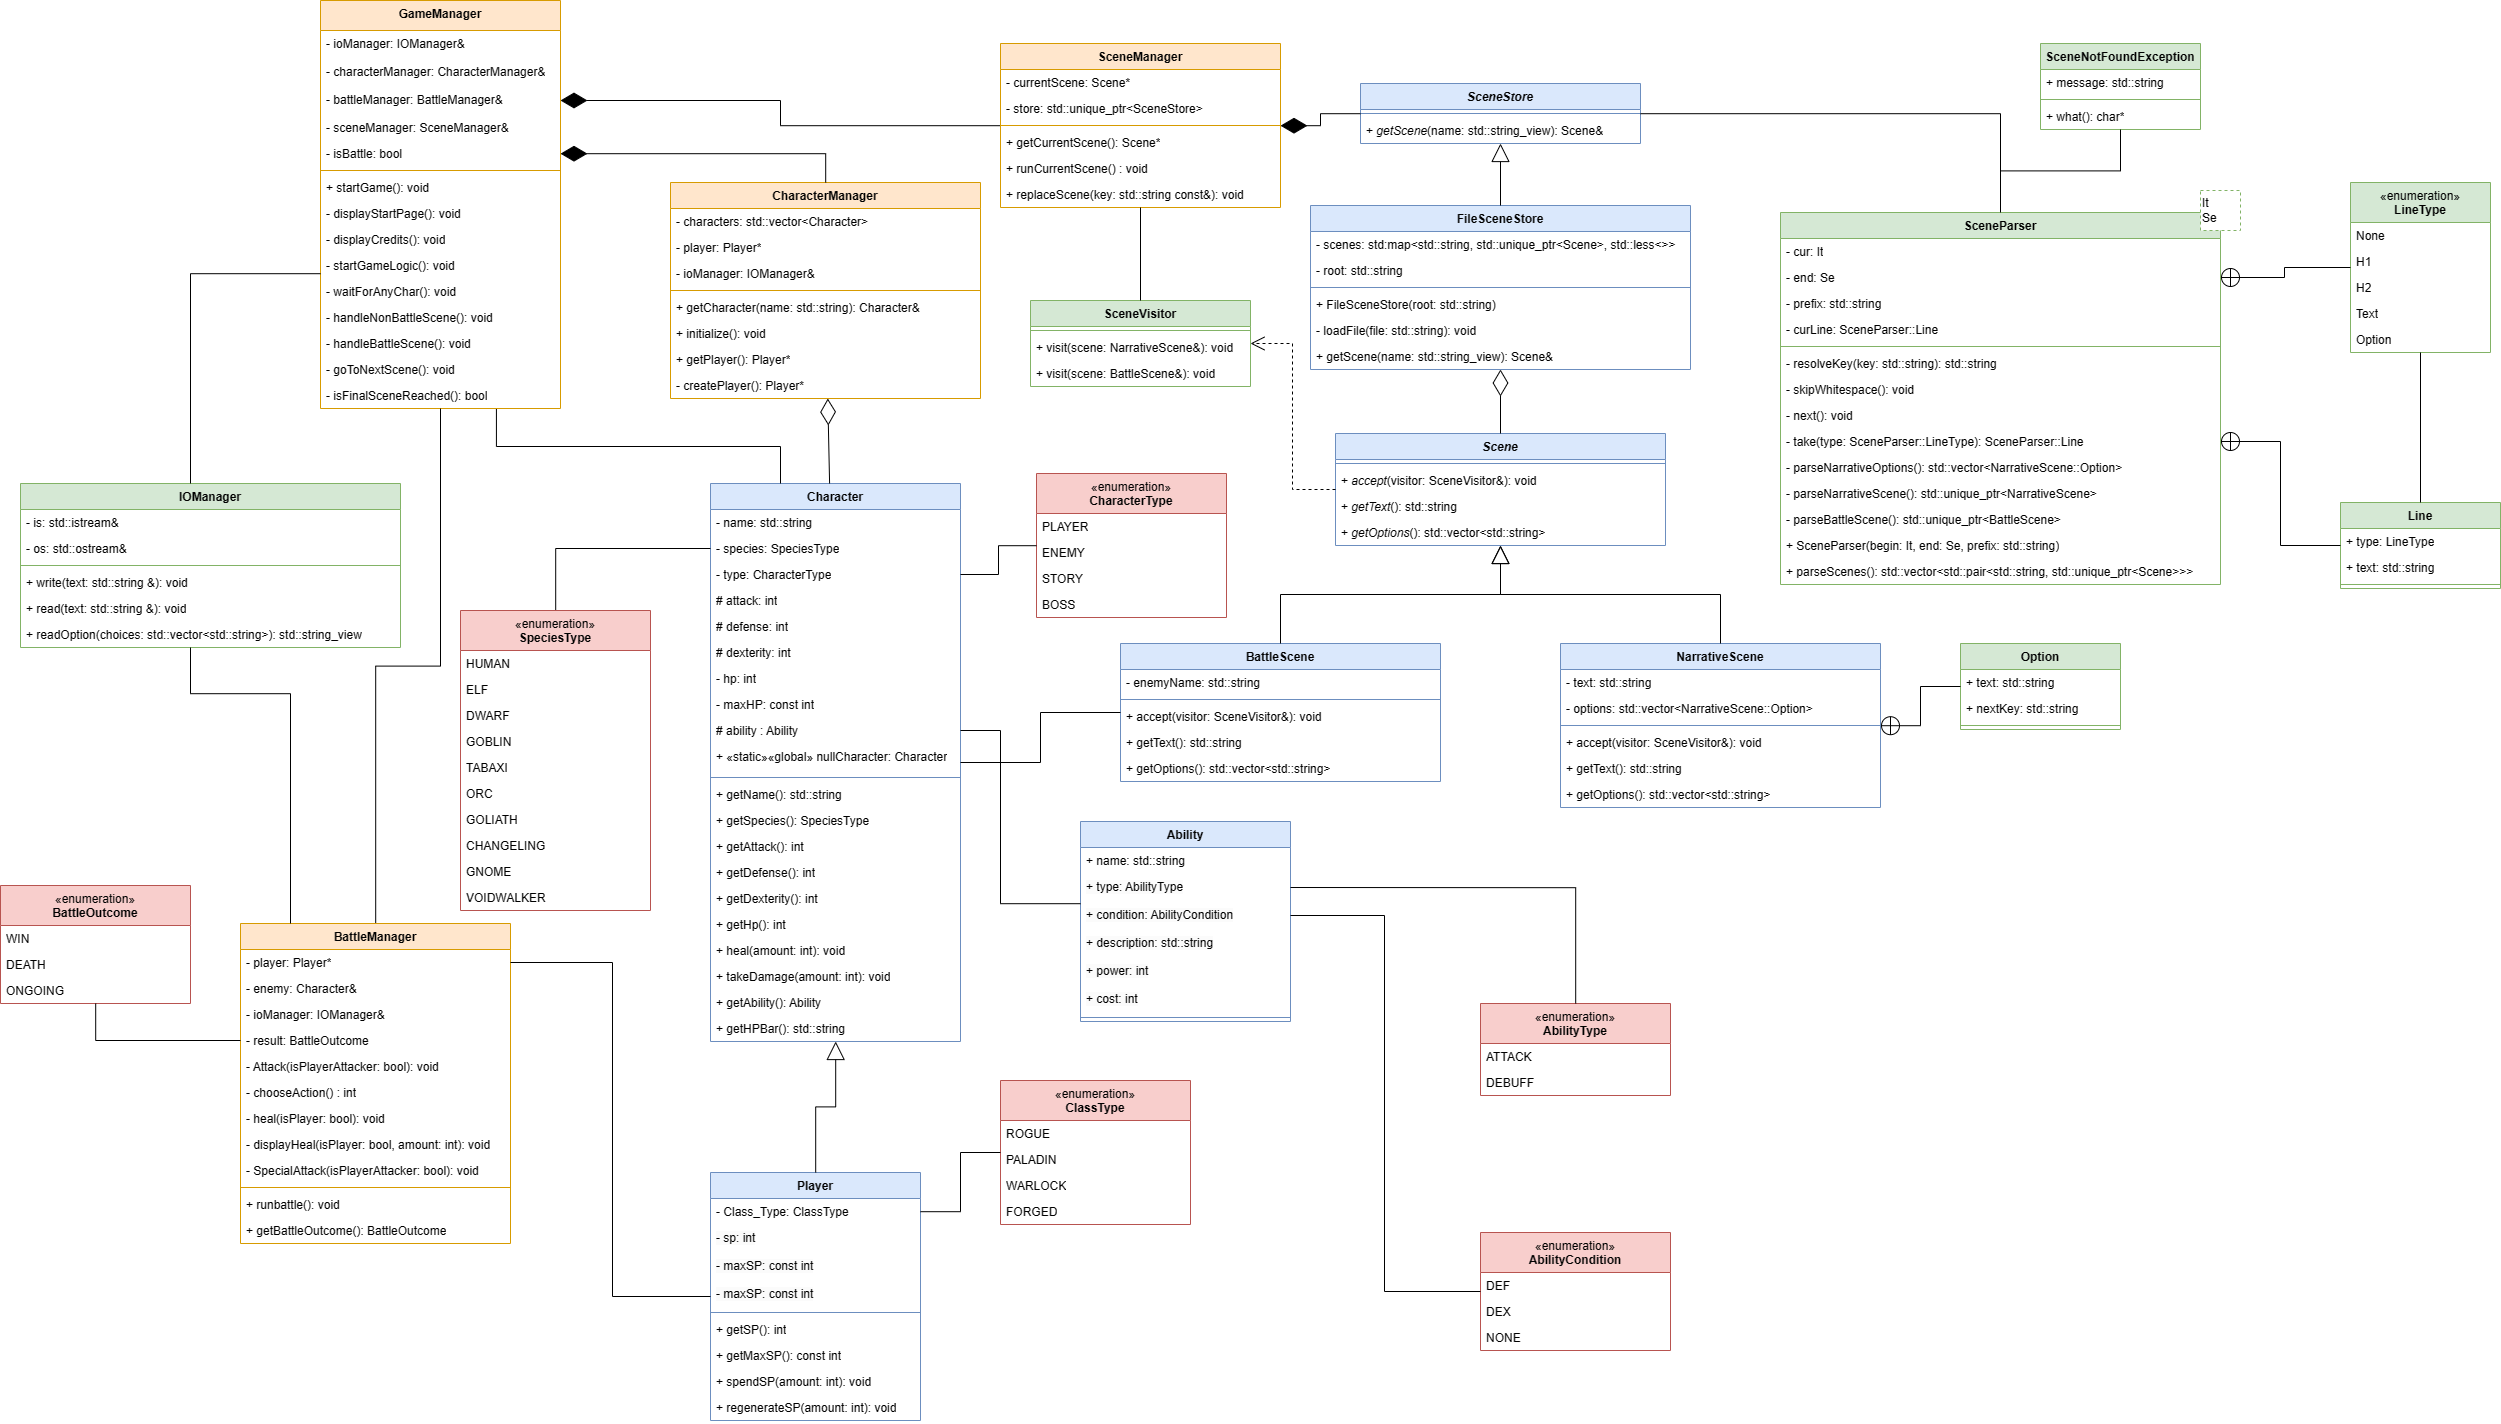 GameManager
- ioManager: IOManager&
- characterManager: CharacterManager&
- battleManager: BattleManager&
- sceneManager: SceneManager&
- isBattle: bool
+ startGame(): void
- displayStartPage(): void
- displayCredits(): void
- startGameLogic(): void
- waitForAnyChar(): void
- handleNonBattleScene(): void
- handleBattleScene(): void
- goToNextScene(): void
- isFinalSceneReached(): bool
SceneManager
- currentScene: Scene*
- store: std::unique_ptr<SceneStore>
+ getCurrentScene(): Scene*
+ runCurrentScene() : void
+ replaceScene(key: std::string const&): void
SceneStore
+ getScene(name: std::string_view): Scene&
SceneNotFoundException
+ message: std::string
+ what(): char*
CharacterManager
- characters: std::vector<Character>
- player: Player*
- ioManager: IOManager&
+ getCharacter(name: std::string): Character&
+ initialize(): void
+ getPlayer(): Player*
- createPlayer(): Player*
SceneVisitor
+ visit(scene: NarrativeScene&): void
+ visit(scene: BattleScene&): void
FileSceneStore
- scenes: std:map<std::string, std::unique_ptr<Scene>, std::less<>>
- root: std::string
+ FileSceneStore(root: std::string)
- loadFile(file: std::string): void
+ getScene(name: std::string_view): Scene&
It
Se
SceneParser
- cur: It
- end: Se
- prefix: std::string
- curLine: SceneParser::Line
- resolveKey(key: std::string): std::string
- skipWhitespace(): void
- next(): void
- take(type: SceneParser::LineType): SceneParser::Line
- parseNarrativeOptions(): std::vector<NarrativeScene::Option>
- parseNarrativeScene(): std::unique_ptr<NarrativeScene>
- parseBattleScene(): std::unique_ptr<BattleScene>
+ SceneParser(begin: It, end: Se, prefix: std::string)
+ parseScenes(): std::vector<std::pair<std::string, std::unique_ptr<Scene>>>
«enumeration»
LineType
None
H1
H2
Text
Option
Line
+ type: LineType
+ text: std::string
Scene
+ accept(visitor: SceneVisitor&): void
+ getText(): std::string
+ getOptions(): std::vector<std::string>
IOManager
- is: std::istream&
- os: std::ostream&
+ write(text: std::string &): void
+ read(text: std::string &): void
+ readOption(choices: std::vector<std::string>): std::string_view
Character
- name: std::string
- species: SpeciesType
- type: CharacterType
# attack: int
# defense: int
# dexterity: int
- hp: int
- maxHP: const int
# ability : Ability
+ «static»«global» nullCharacter: Character
+ getName(): std::string
+ getSpecies(): SpeciesType
+ getAttack(): int
+ getDefense(): int
+ getDexterity(): int
+ getHp(): int
+ heal(amount: int): void
+ takeDamage(amount: int): void
+ getAbility(): Ability
+ getHPBar(): std::string
«enumeration»
CharacterType
PLAYER
ENEMY
STORY
BOSS
«enumeration»
SpeciesType
HUMAN
ELF
DWARF
GOBLIN
TABAXI
ORC
GOLIATH
CHANGELING
GNOME
VOIDWALKER
BattleScene
- enemyName: std::string
+ accept(visitor: SceneVisitor&): void
+ getText(): std::string
+ getOptions(): std::vector<std::string>
NarrativeScene
- text: std::string
- options: std::vector<NarrativeScene::Option>
+ accept(visitor: SceneVisitor&): void
+ getText(): std::string
+ getOptions(): std::vector<std::string>
Option
+ text: std::string
+ nextKey: std::string
Ability
+ name: std::string
+ type: AbilityType
+ condition: AbilityCondition
+ description: std::string
+ power: int
+ cost: int
«enumeration»
BattleOutcome
WIN
DEATH
ONGOING
BattleManager
- player: Player*
- enemy: Character&
- ioManager: IOManager&
- result: BattleOutcome
- Attack(isPlayerAttacker: bool): void
- chooseAction() : int
- heal(isPlayer: bool): void
- displayHeal(isPlayer: bool, amount: int): void
- SpecialAttack(isPlayerAttacker: bool): void
+ runbattle(): void
+ getBattleOutcome(): BattleOutcome
«enumeration»
AbilityType
ATTACK
DEBUFF
«enumeration»
ClassType
ROGUE
PALADIN
WARLOCK
FORGED
Player
- Class_Type: ClassType
- sp: int
- maxSP: const int
- maxSP: const int
+ getSP(): int
+ getMaxSP(): const int
+ spendSP(amount: int): void
+ regenerateSP(amount: int): void
«enumeration»
AbilityCondition
DEF
DEX
NONE